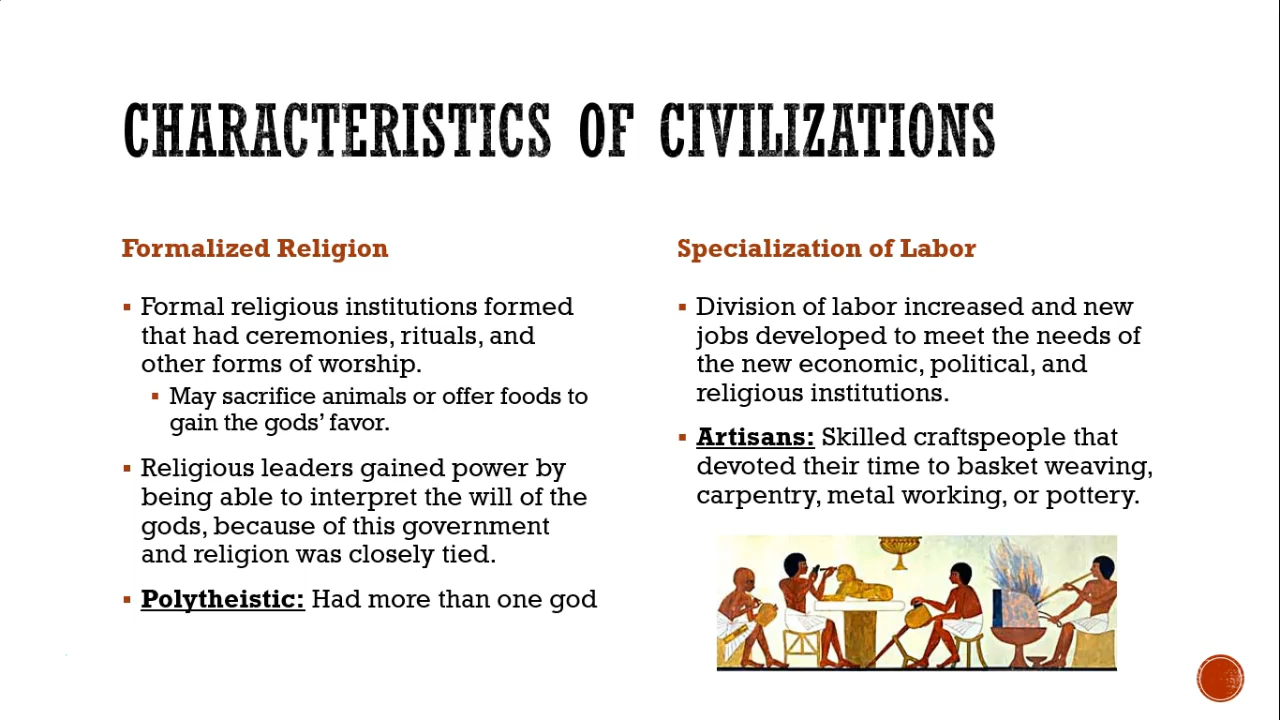 CHARACTERISTICS OF CIVILIZATIONS
Formalized Religion
▪ Formal religious institutions formed
that had ceremonies, rituals, and
other forms of worship.
▪ May sacrifice animals or offer foods to
gain the gods’ favor.
▪ Religious leaders gained power by
being able to interpret the will of the
gods, because of this government
and religion was closely tied.
▪ Polytheistic: Had more than one god
Specialization of Labor
▪ Division of labor increased and new
jobs developed to meet the needs of
the new economic, political, and
religious institutions.
▪ Artisans: Skilled craftspeople that
devoted their time to basket weaving,
carpentry, metal working, or pottery.